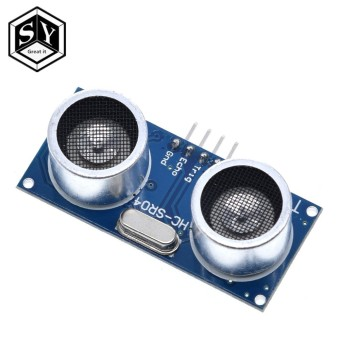 SY
Great it
Gnd
Echo
Trig
HC-SR04
T